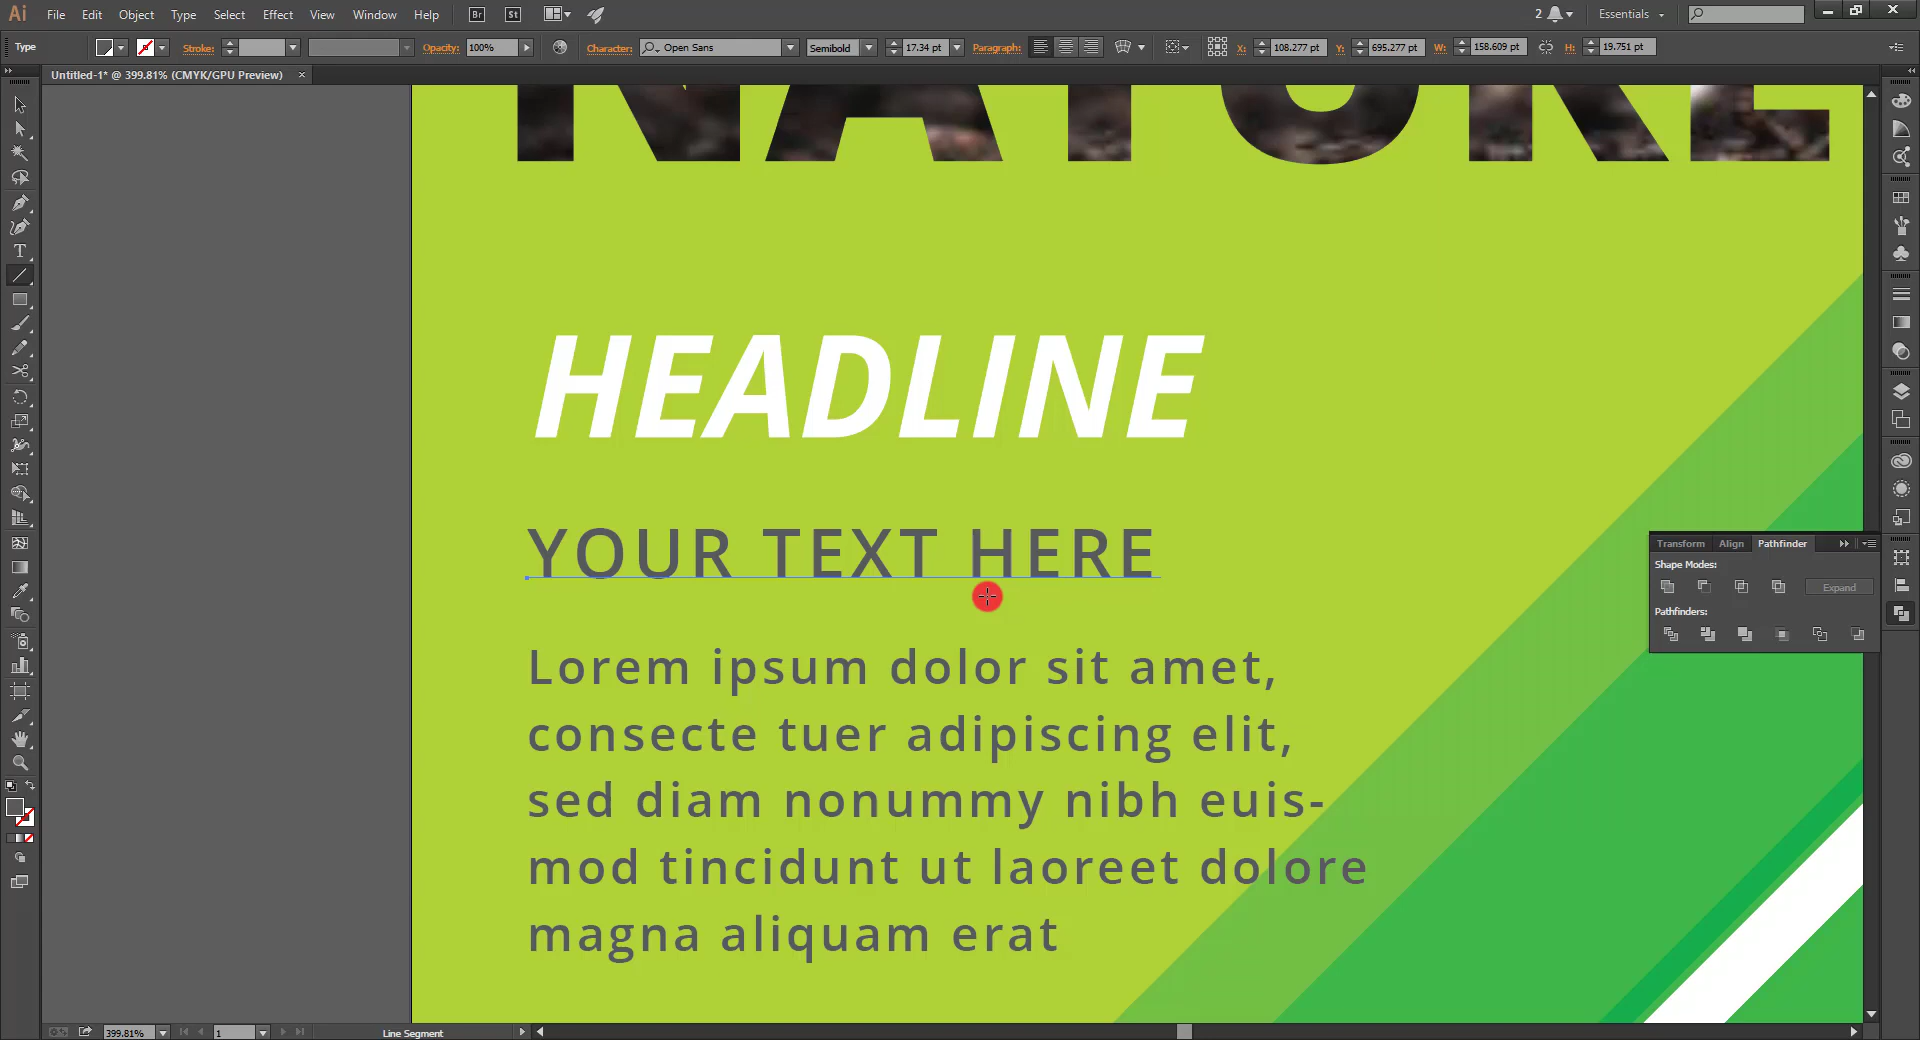 Ai File Edit Object Type Select Effect View Window Help Br St 2 Essentials
Type Stroke: Opacity: 100% Character: Open Sans Semibold 17.34 pt Paragraph: X: 108.277 pt Y: 695.277 pt W: 158.609 pt H: 19.751 pt
Untitled-1* @ 399.81% (CMYK/GPU Preview) ×
NATURE
HEADLINE
YOUR TEXT HERE
Lorem ipsum dolor sit amet,
consecte tuer adipiscing elit,
sed diam nonummy nibh euis-
mod tincidunt ut laoreet dolore
magna aliquam erat
Transform Align Pathfinder
Shape Modes:
Expand
Pathfinders:
399.81% 1 Line Segment